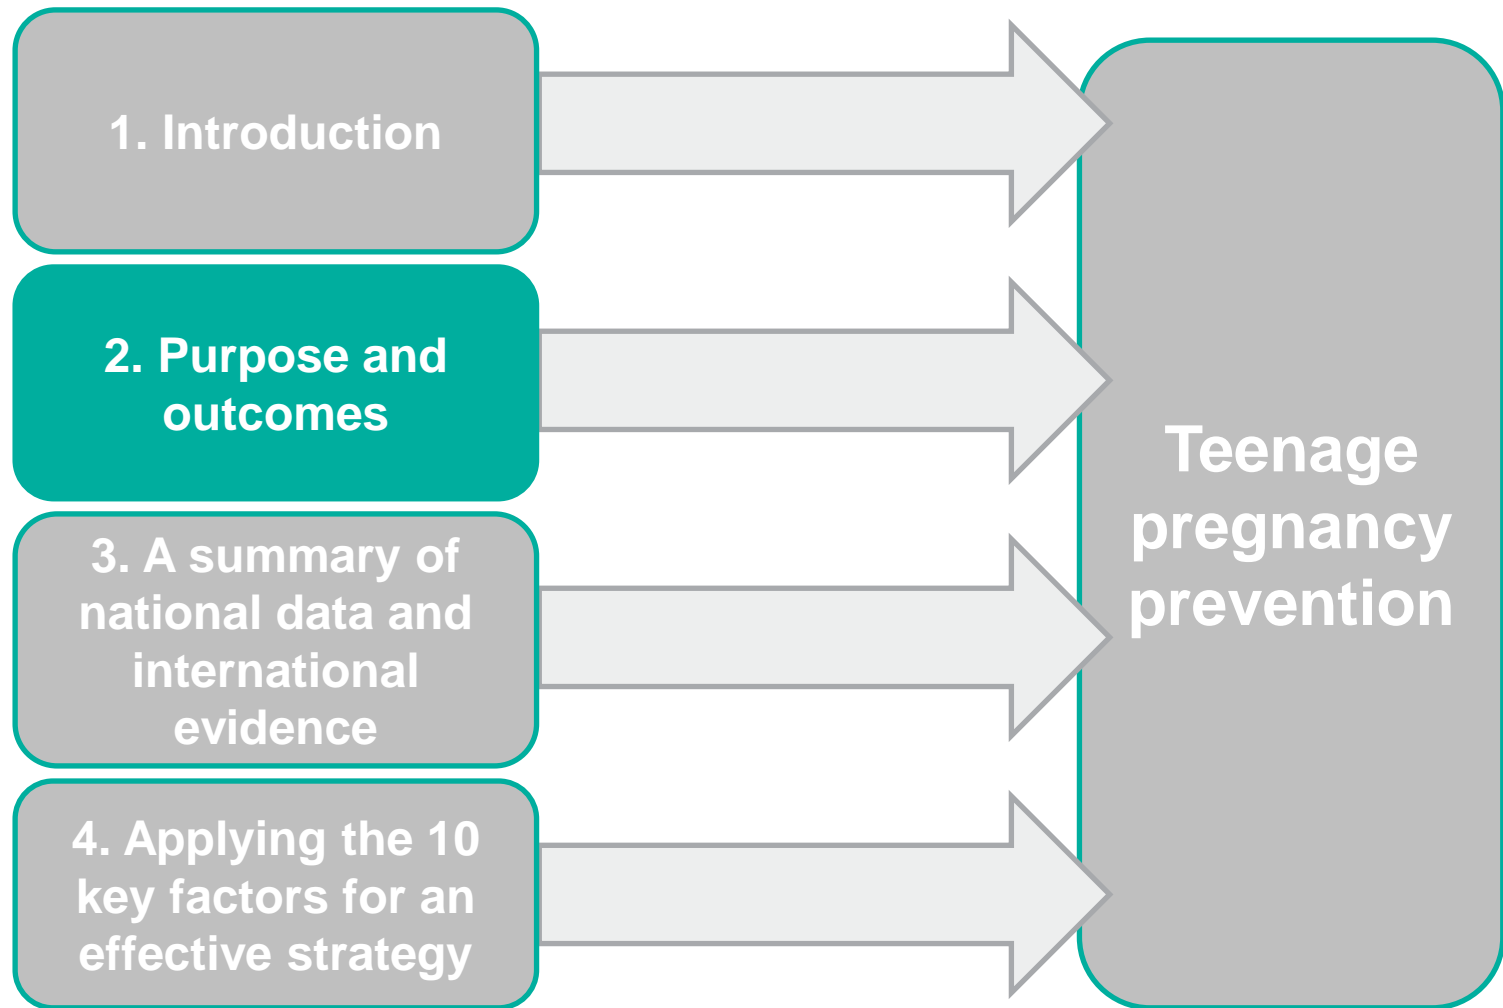 1. Introduction
2. Purpose and
outcomes
3. A summary of
national data and
international
evidence
4. Applying the 10
key factors for an
effective strategy
Teenage
pregnancy
prevention